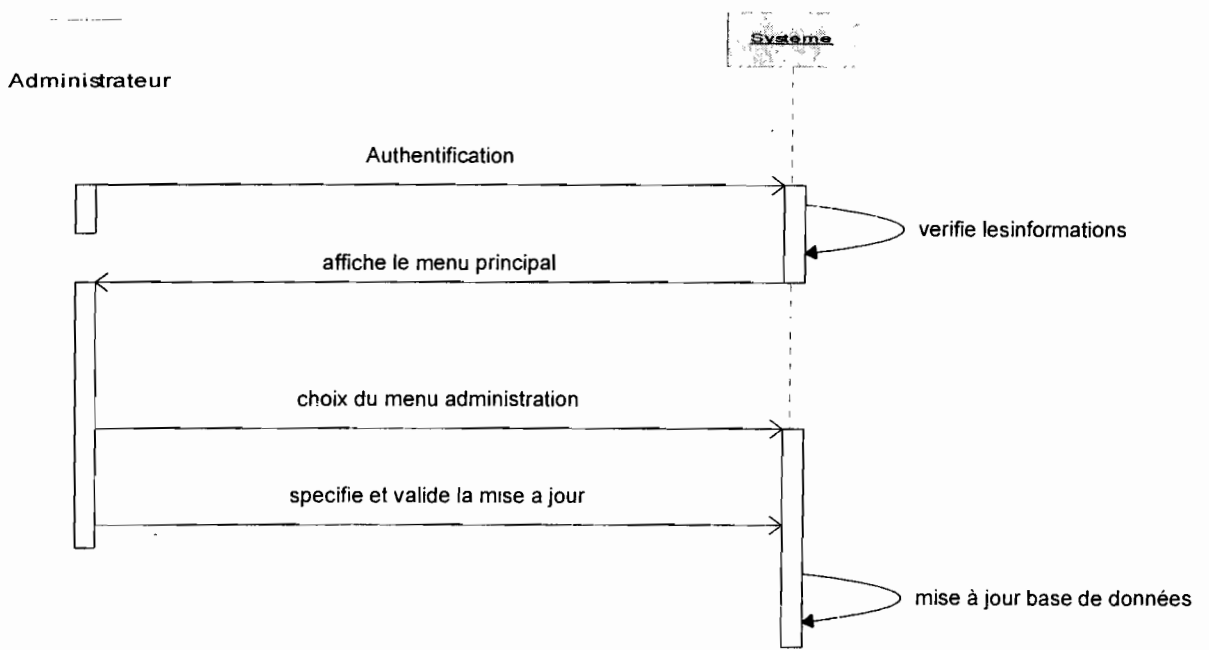 Système
Administrateur
Authentification
verifie lesinformations
affiche le menu principal
choix du menu administration
specifie et valide la mise a jour
mise à jour base de données